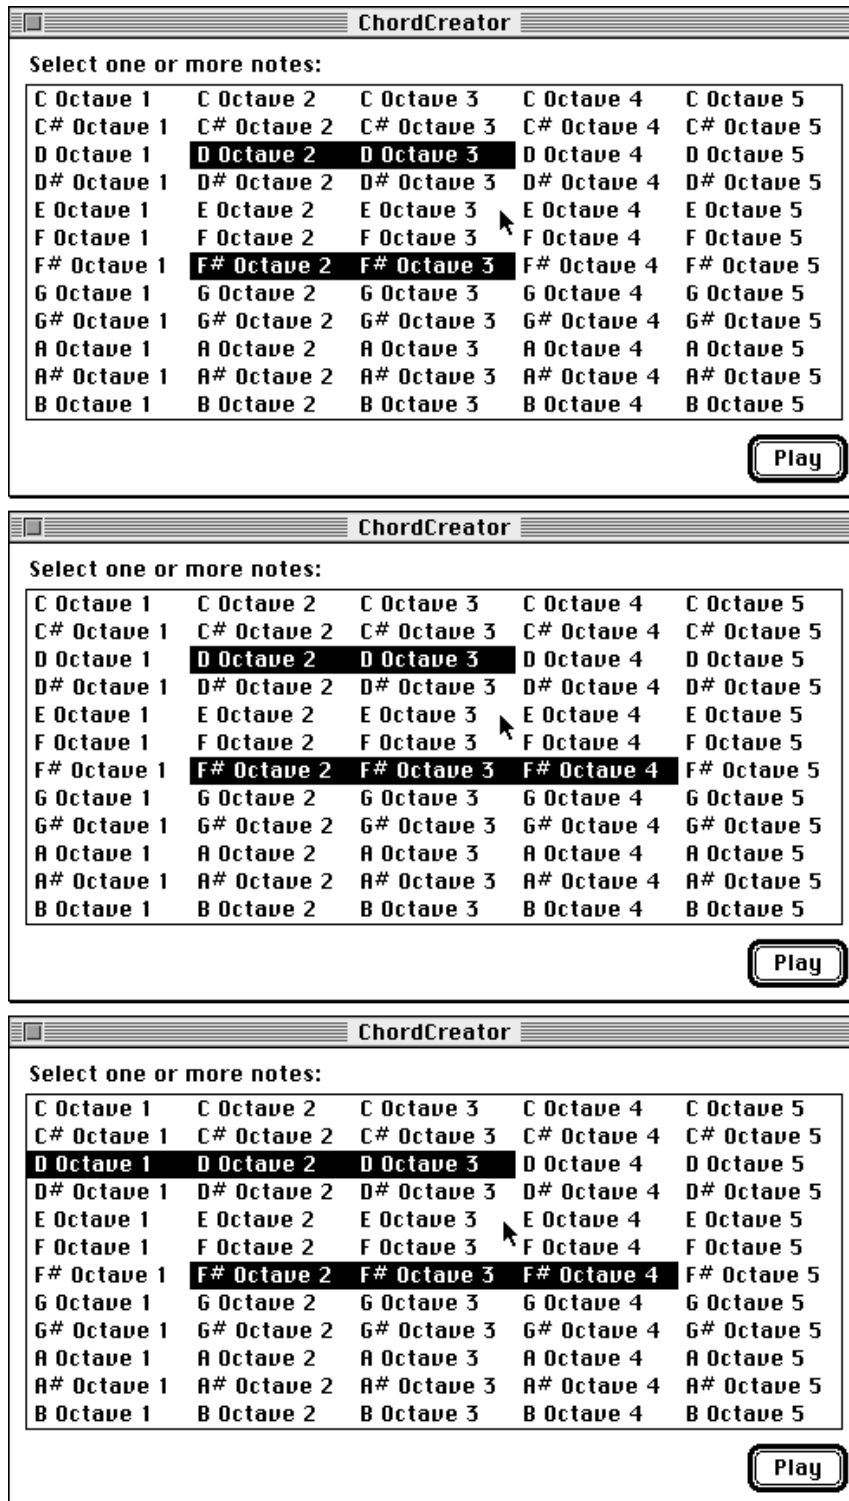 ChordCreator
Select one or more notes:
C Octave 1 C Octave 2 C Octave 3 C Octave 4 C Octave 5
C# Octave 1 C# Octave 2 C# Octave 3 C# Octave 4 C# Octave 5
D Octave 1 D Octave 2 D Octave 3 D Octave 4 D Octave 5
D# Octave 1 D# Octave 2 D# Octave 3 D# Octave 4 D# Octave 5
E Octave 1 E Octave 2 E Octave 3 E Octave 4 E Octave 5
F Octave 1 F Octave 2 F Octave 3 F Octave 4 F Octave 5
F# Octave 1 F# Octave 2 F# Octave 3 F# Octave 4 F# Octave 5
G Octave 1 G Octave 2 G Octave 3 G Octave 4 G Octave 5
G# Octave 1 G# Octave 2 G# Octave 3 G# Octave 4 G# Octave 5
A Octave 1 A Octave 2 A Octave 3 A Octave 4 A Octave 5
A# Octave 1 A# Octave 2 A# Octave 3 A# Octave 4 A# Octave 5
B Octave 1 B Octave 2 B Octave 3 B Octave 4 B Octave 5
Play
ChordCreator
Select one or more notes:
C Octave 1 C Octave 2 C Octave 3 C Octave 4 C Octave 5
C# Octave 1 C# Octave 2 C# Octave 3 C# Octave 4 C# Octave 5
D Octave 1 D Octave 2 D Octave 3 D Octave 4 D Octave 5
D# Octave 1 D# Octave 2 D# Octave 3 D# Octave 4 D# Octave 5
E Octave 1 E Octave 2 E Octave 3 E Octave 4 E Octave 5
F Octave 1 F Octave 2 F Octave 3 F Octave 4 F Octave 5
F# Octave 1 F# Octave 2 F# Octave 3 F# Octave 4 F# Octave 5
G Octave 1 G Octave 2 G Octave 3 G Octave 4 G Octave 5
G# Octave 1 G# Octave 2 G# Octave 3 G# Octave 4 G# Octave 5
A Octave 1 A Octave 2 A Octave 3 A Octave 4 A Octave 5
A# Octave 1 A# Octave 2 A# Octave 3 A# Octave 4 A# Octave 5
B Octave 1 B Octave 2 B Octave 3 B Octave 4 B Octave 5
Play
ChordCreator
Select one or more notes:
C Octave 1 C Octave 2 C Octave 3 C Octave 4 C Octave 5
C# Octave 1 C# Octave 2 C# Octave 3 C# Octave 4 C# Octave 5
D Octave 1 D Octave 2 D Octave 3 D Octave 4 D Octave 5
D# Octave 1 D# Octave 2 D# Octave 3 D# Octave 4 D# Octave 5
E Octave 1 E Octave 2 E Octave 3 E Octave 4 E Octave 5
F Octave 1 F Octave 2 F Octave 3 F Octave 4 F Octave 5
F# Octave 1 F# Octave 2 F# Octave 3 F# Octave 4 F# Octave 5
G Octave 1 G Octave 2 G Octave 3 G Octave 4 G Octave 5
G# Octave 1 G# Octave 2 G# Octave 3 G# Octave 4 G# Octave 5
A Octave 1 A Octave 2 A Octave 3 A Octave 4 A Octave 5
A# Octave 1 A# Octave 2 A# Octave 3 A# Octave 4 A# Octave 5
B Octave 1 B Octave 2 B Octave 3 B Octave 4 B Octave 5
Play